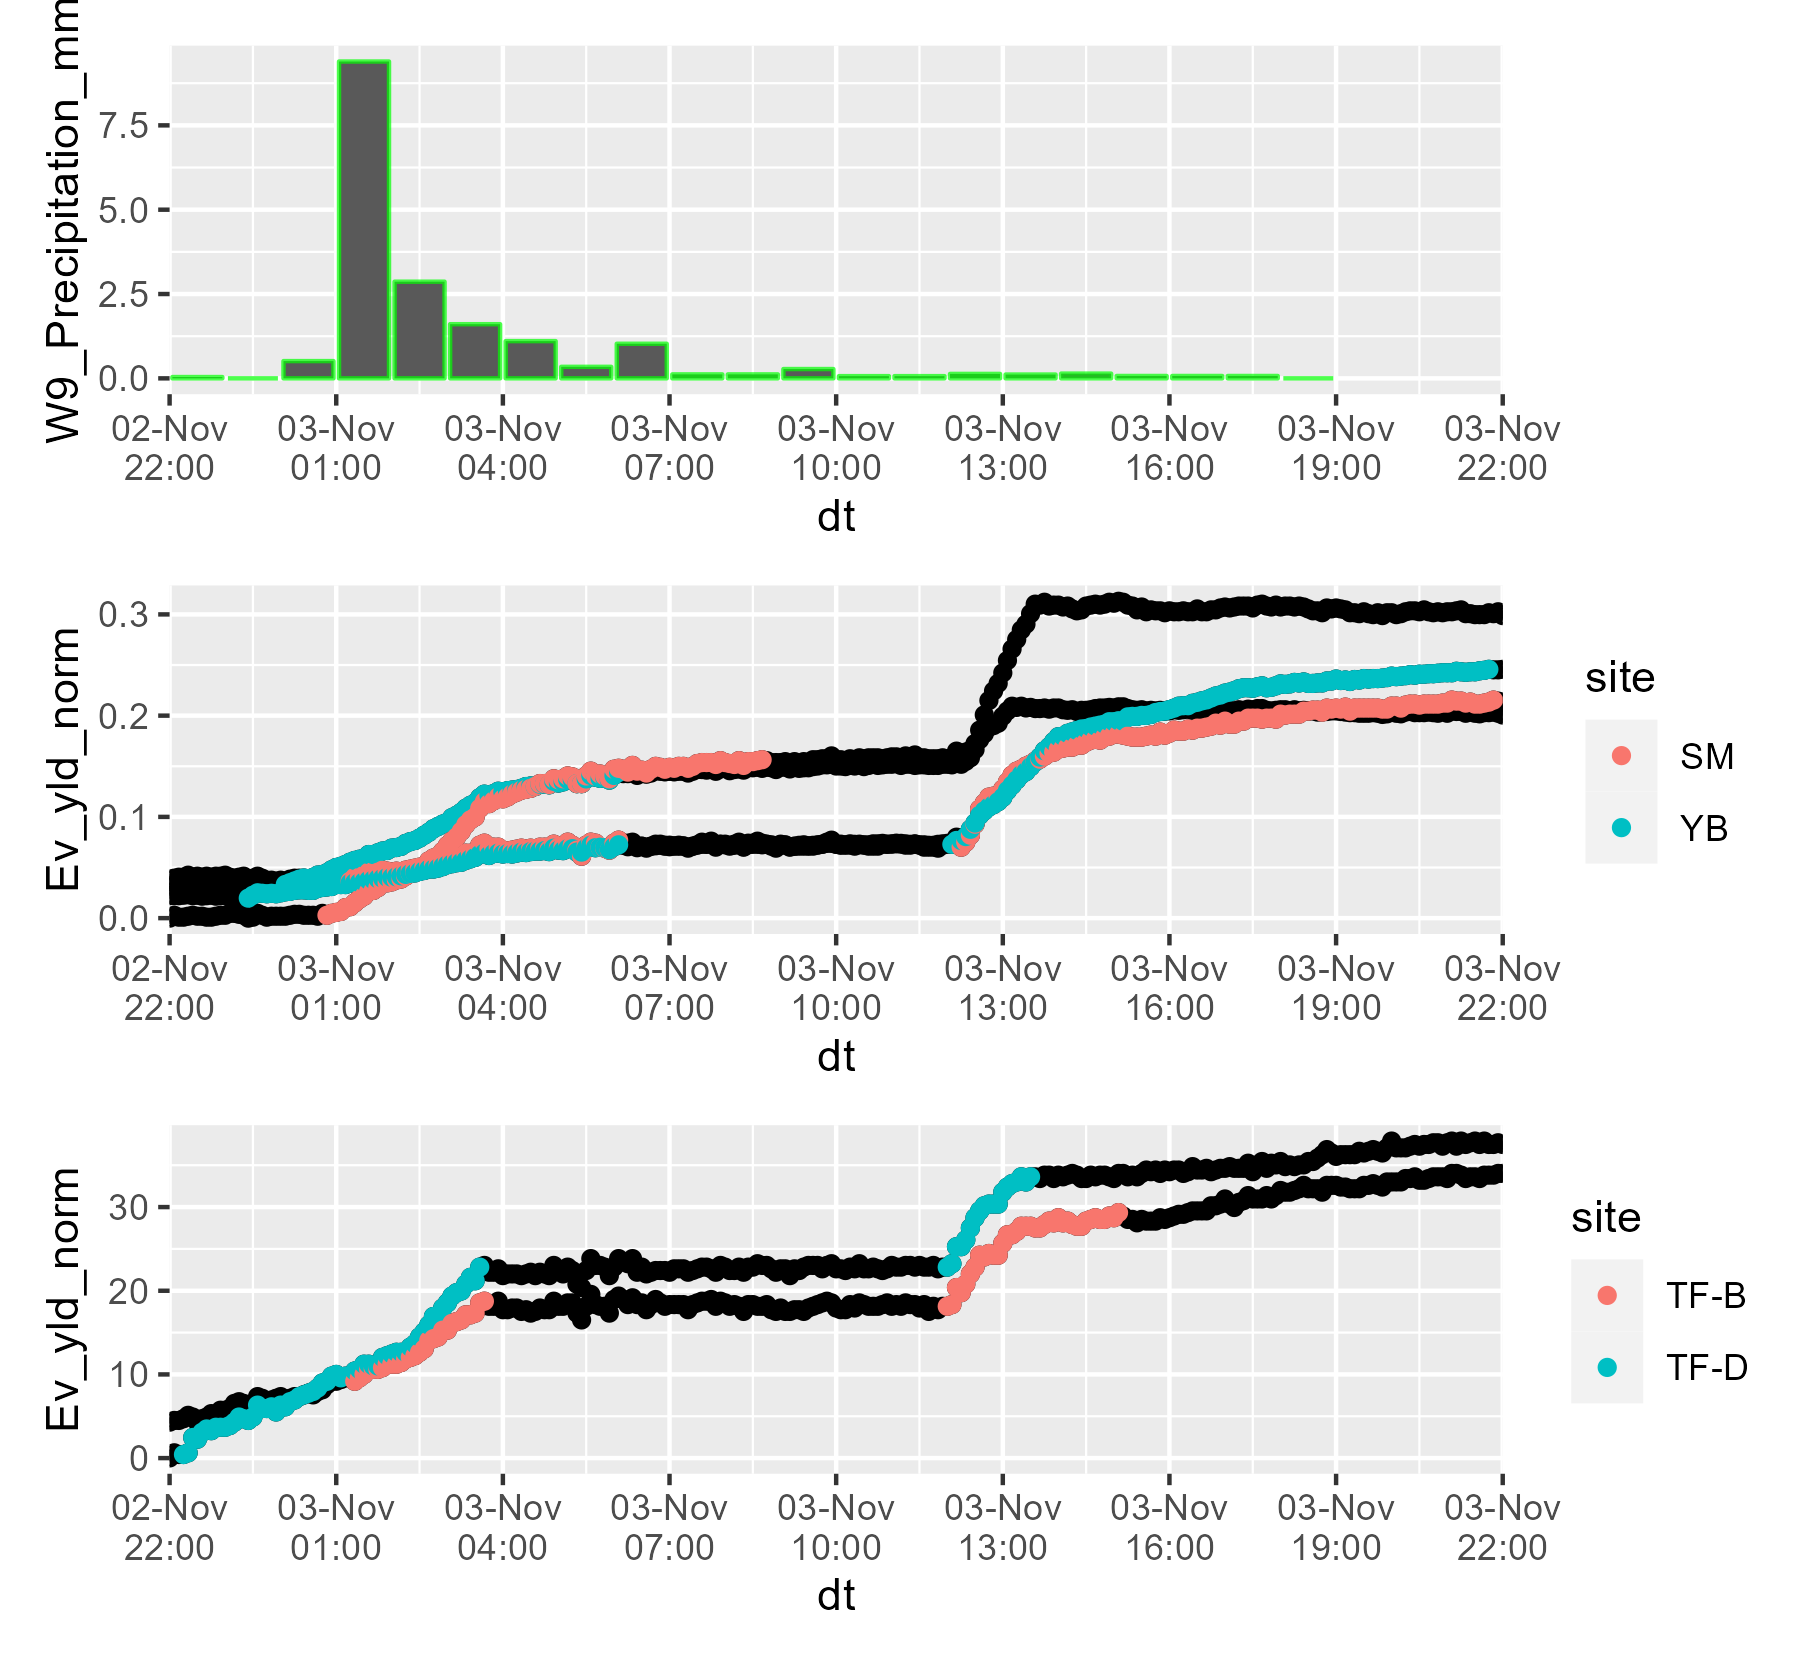 W9_Precipitation_mm
7.5
5.0
2.5
0.0
02-Nov 03-Nov 03-Nov 03-Nov 03-Nov 03-Nov 03-Nov 03-Nov 03-Nov
22:00 01:00 04:00 07:00 10:00 13:00 16:00 19:00 22:00
dt
Ev_yld_norm
0.3
0.2
0.1
0.0
02-Nov 03-Nov 03-Nov 03-Nov 03-Nov 03-Nov 03-Nov 03-Nov 03-Nov
22:00 01:00 04:00 07:00 10:00 13:00 16:00 19:00 22:00
dt
site
SM
YB
Ev_yld_norm
30
20
10
0
02-Nov 03-Nov 03-Nov 03-Nov 03-Nov 03-Nov 03-Nov 03-Nov 03-Nov
22:00 01:00 04:00 07:00 10:00 13:00 16:00 19:00 22:00
dt
site
TF-B
TF-D